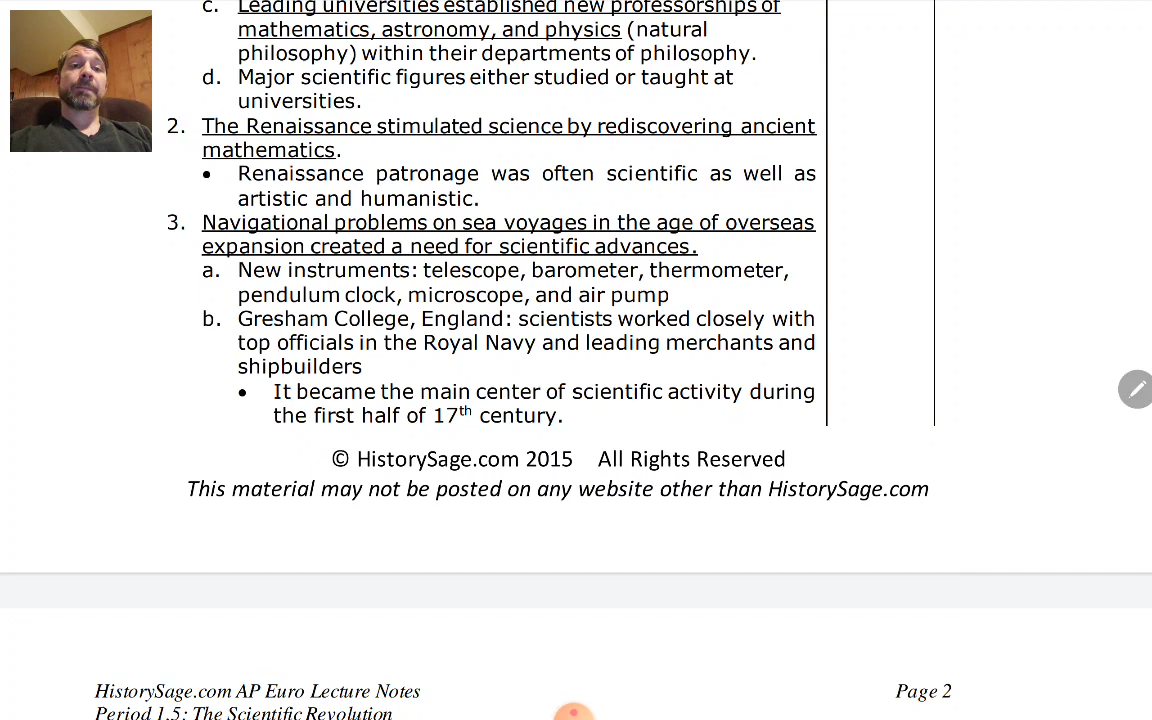 c. Leading universities established new professorships of
mathematics, astronomy, and physics (natural
philosophy) within their departments of philosophy.
d. Major scientific figures either studied or taught at
universities.
2. The Renaissance stimulated science by rediscovering ancient
mathematics.
• Renaissance patronage was often scientific as well as
artistic and humanistic.
3. Navigational problems on sea voyages in the age of overseas
expansion created a need for scientific advances.
a. New instruments: telescope, barometer, thermometer,
pendulum clock, microscope, and air pump
b. Gresham College, England: scientists worked closely with
top officials in the Royal Navy and leading merchants and
shipbuilders
• It became the main center of scientific activity during
the first half of 17th century.
© HistorySage.com 2015 All Rights Reserved
This material may not be posted on any website other than HistorySage.com
HistorySage.com AP Euro Lecture Notes Page 2
Period 1.5: The Scientific Revolution